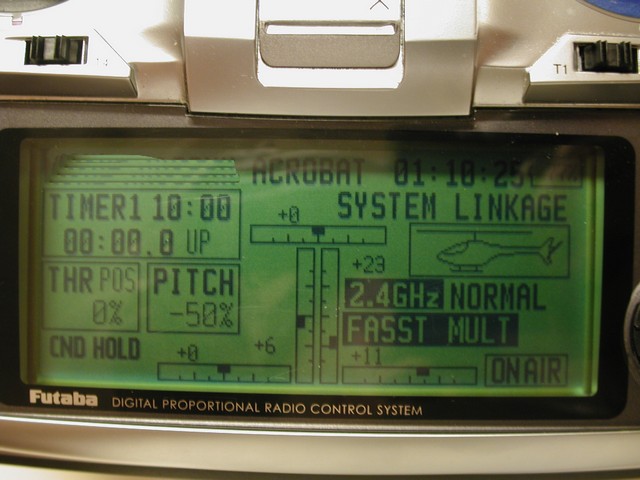 T1
ACROBAT 01:10:25
TIMER1 10:00
00:00.0 UP
+0
SYSTEM LINKAGE
+23
THR POS
0%
PITCH
-50%
2.4GHz NORMAL
FASST MULT
CND HOLD
+0
+6
+11
ON AIR
Futaba DIGITAL PROPORTIONAL RADIO CONTROL SYSTEM